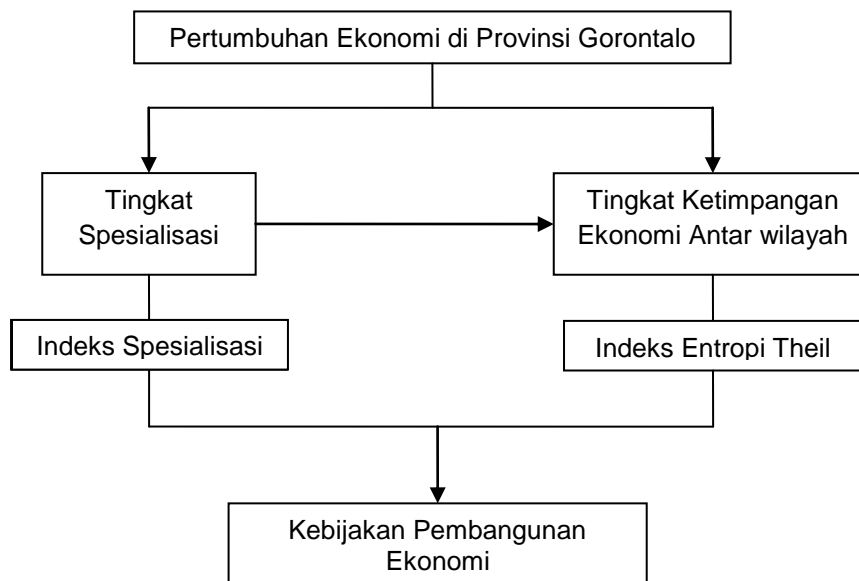 Pertumbuhan Ekonomi di Provinsi Gorontalo
Tingkat
Spesialisasi
Tingkat Ketimpangan
Ekonomi Antar wilayah
Indeks Spesialisasi
Indeks Entropi Theil
Kebijakan Pembangunan
Ekonomi